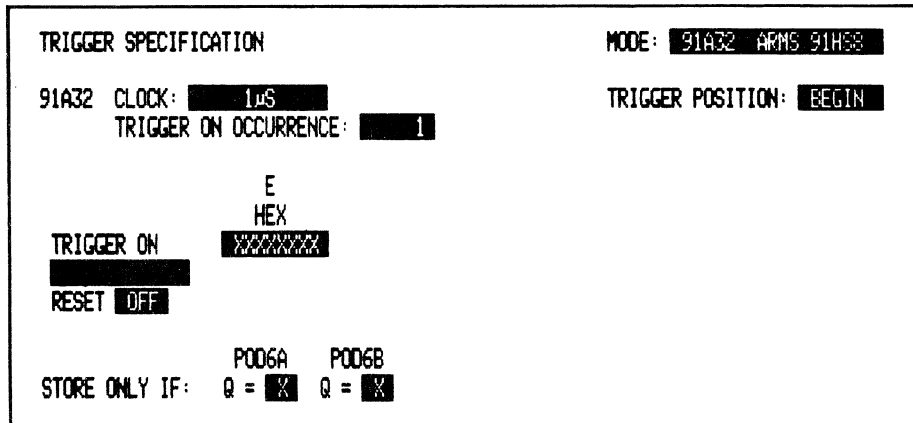 TRIGGER SPECIFICATION MODE: 91A32 ARMS 91HS8
91A32 CLOCK: 1µS TRIGGER POSITION: BEGIN
TRIGGER ON OCCURRENCE: 1
E
HEX
TRIGGER ON XXXXXXXX
RESET OFF
POD6A POD6B
STORE ONLY IF: Q = X Q = X